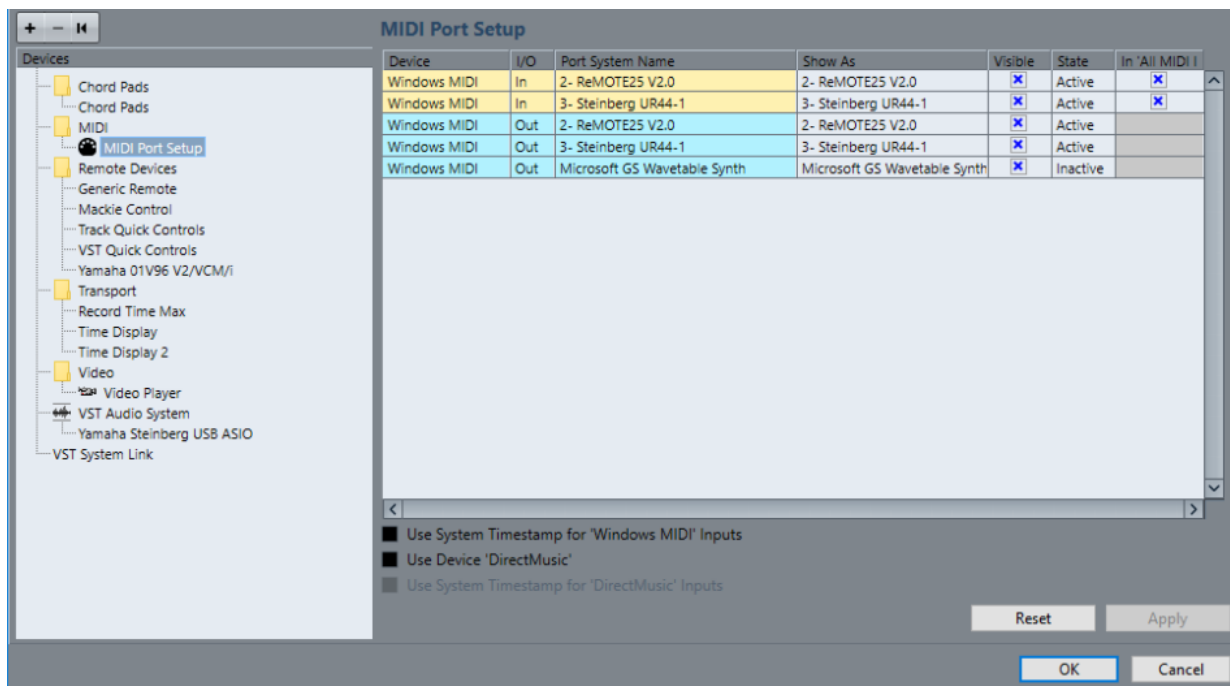 + - 
Devices
Chord Pads
Chord Pads
MIDI
MIDI Port Setup
Remote Devices
Generic Remote
Mackie Control
Track Quick Controls
VST Quick Controls
Yamaha 01V96 V2/VCM/i
Transport
Record Time Max
Time Display
Time Display 2
Video
Video Player
VST Audio System
Yamaha Steinberg USB ASIO
VST System Link
MIDI Port Setup
Device I/O Port System Name Show As Visible State In 'All MIDI I
Windows MIDI In 2- ReMOTE25 V2.0 2- ReMOTE25 V2.0 Active
Windows MIDI In 3- Steinberg UR44-1 3- Steinberg UR44-1 Active
Windows MIDI Out 2- ReMOTE25 V2.0 2- ReMOTE25 V2.0 Active
Windows MIDI Out 3- Steinberg UR44-1 3- Steinberg UR44-1 Active
Windows MIDI Out Microsoft GS Wavetable Synth Microsoft GS Wavetable Synth Inactive
Use System Timestamp for 'Windows MIDI' Inputs
Use Device 'DirectMusic'
Use System Timestamp for 'DirectMusic' Inputs
Reset Apply
OK Cancel